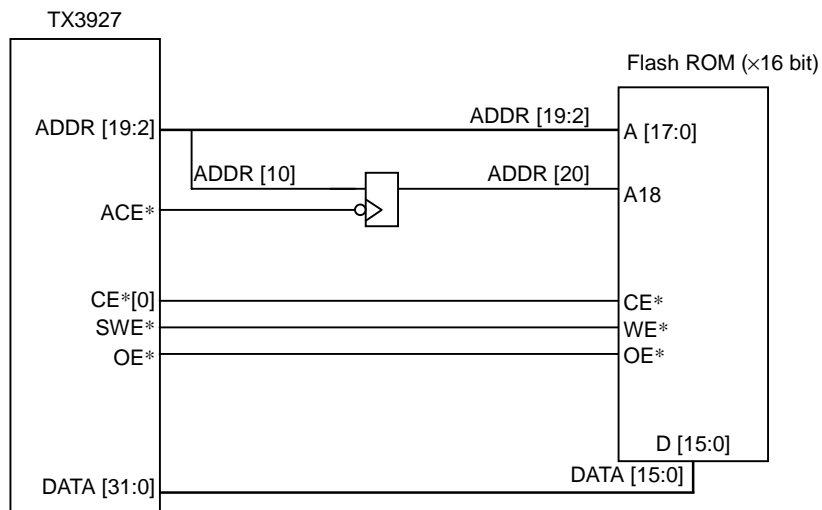 TX3927
Flash ROM (×16 bit)
ADDR [19:2]
ADDR [19:2]
A [17:0]
ADDR [10]
ADDR [20]
A18
ACE*
CE*[0]
CE*
SWE*
WE*
OE*
OE*
D [15:0]
DATA [15:0]
DATA [31:0]